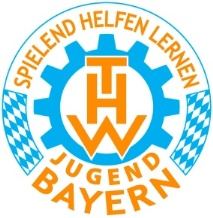 SPIELEND HELFEN LERNEN
THW
JUGEND
BAYERN